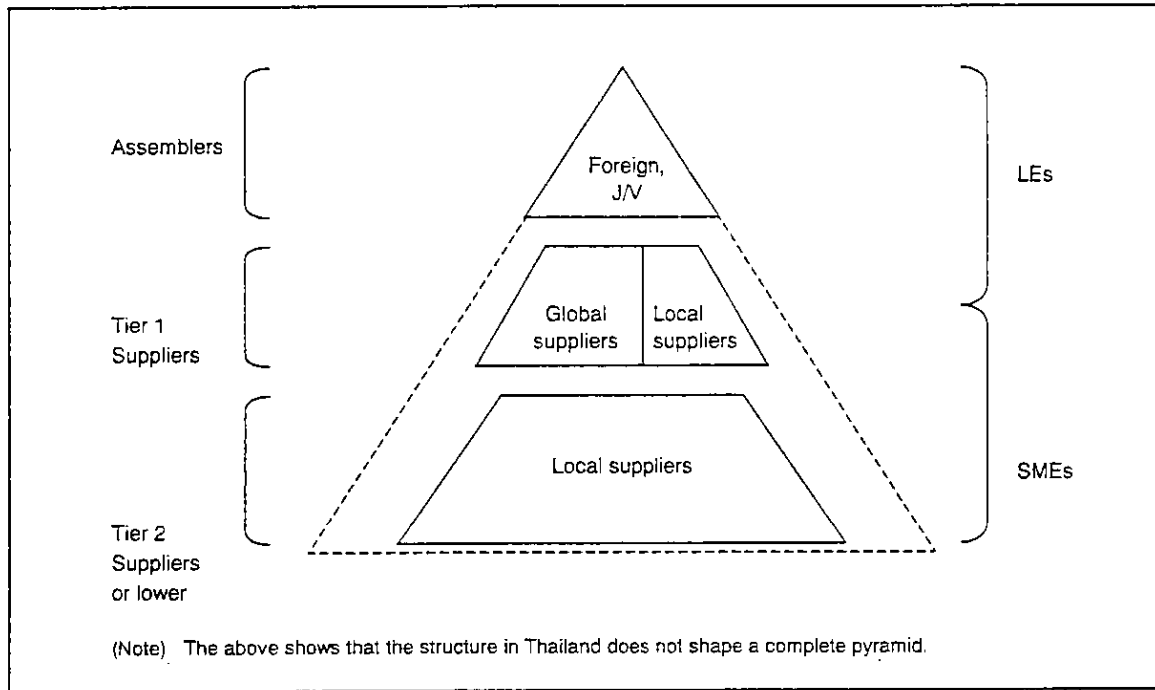 Assemblers
Foreign,
J/V
LEs
Tier 1
Suppliers
Global
suppliers
Local
suppliers
Local suppliers
SMEs
Tier 2
Suppliers
or lower
(Note) The above shows that the structure in Thailand does not shape a complete pyramid.